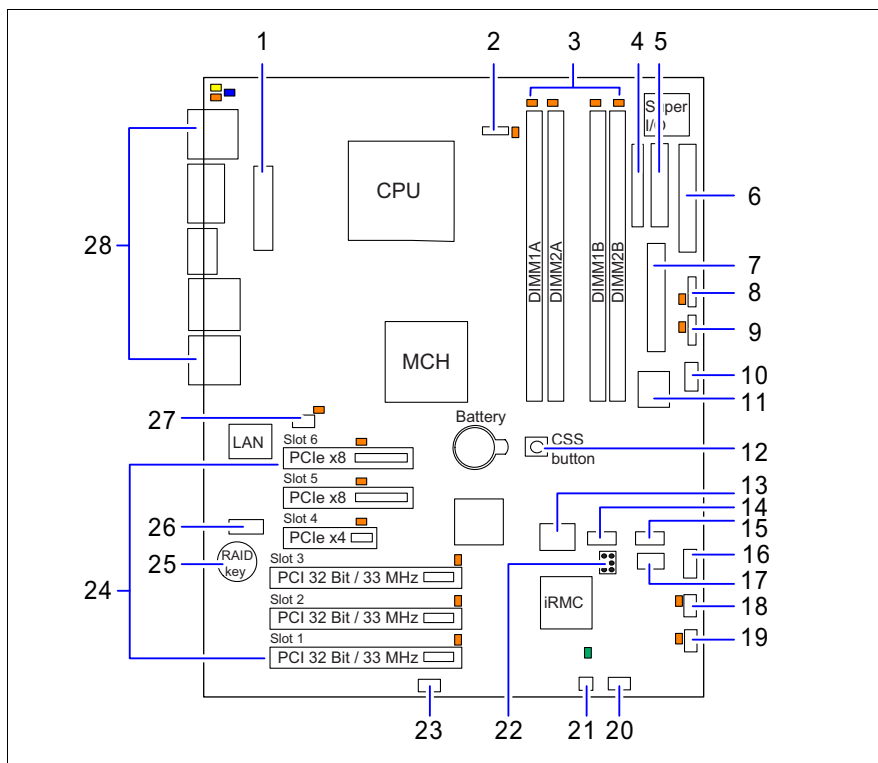 1 2 3 4 5
Super
I/O
CPU
6
28
DIMM1A
DIMM2A
DIMM1B
DIMM2B
7
8
9
MCH
10
11
27
Battery
LAN
Slot 6
CSS
button
12
PCIe x8
Slot 5
PCIe x8
13
14
15
26
Slot 4
PCIe x4
16
25
RAID
key
Slot 3
PCI 32 Bit / 33 MHz
17
24
iRMC
18
Slot 2
PCI 32 Bit / 33 MHz
19
Slot 1
PCI 32 Bit / 33 MHz
23 22 21 20